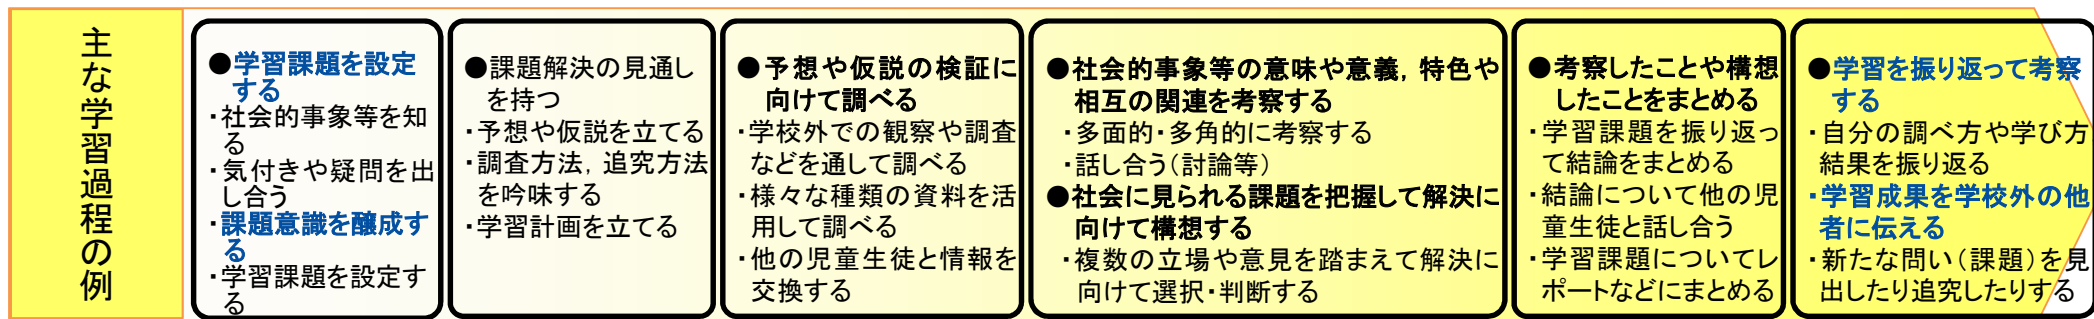 主な学習過程の例
●学習課題を設定
する
・社会的事象等を知
る
・気付きや疑問を出
し合う
・課題意識を醸成す
る
・学習課題を設定す
る
●課題解決の見通し
を持つ
・予想や仮説を立てる
・調査方法，追究方法
を吟味する
・学習計画を立てる
●予想や仮説の検証に
向けて調べる
・学校外での観察や調査
などを通して調べる
・様々な種類の資料を活
用して調べる
・他の児童生徒と情報を
交換する
●社会的事象等の意味や意義，特色や
相互の関連を考察する
・多面的・多角的に考察する
・話し合う（討論等）
●社会に見られる課題を把握して解決に
向けて構想する
・複数の立場や意見を踏まえて解決に
向けて選択・判断する
●考察したことや構想
したことをまとめる
・学習課題を振り返っ
て結論をまとめる
・結論について他の児
童生徒と話し合う
・学習課題についてレ
ポートなどにまとめる
●学習を振り返って考察
する
・自分の調べ方や学び方
結果を振り返る
・学習成果を学校外の他
者に伝える
・新たな問い（課題）を見
出したり追究したりする